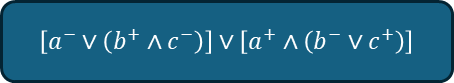 [a⁻ ∨ (b⁺ ∧ c⁻)] ∨ [a⁺ ∧ (b⁻ ∨ c⁺)]